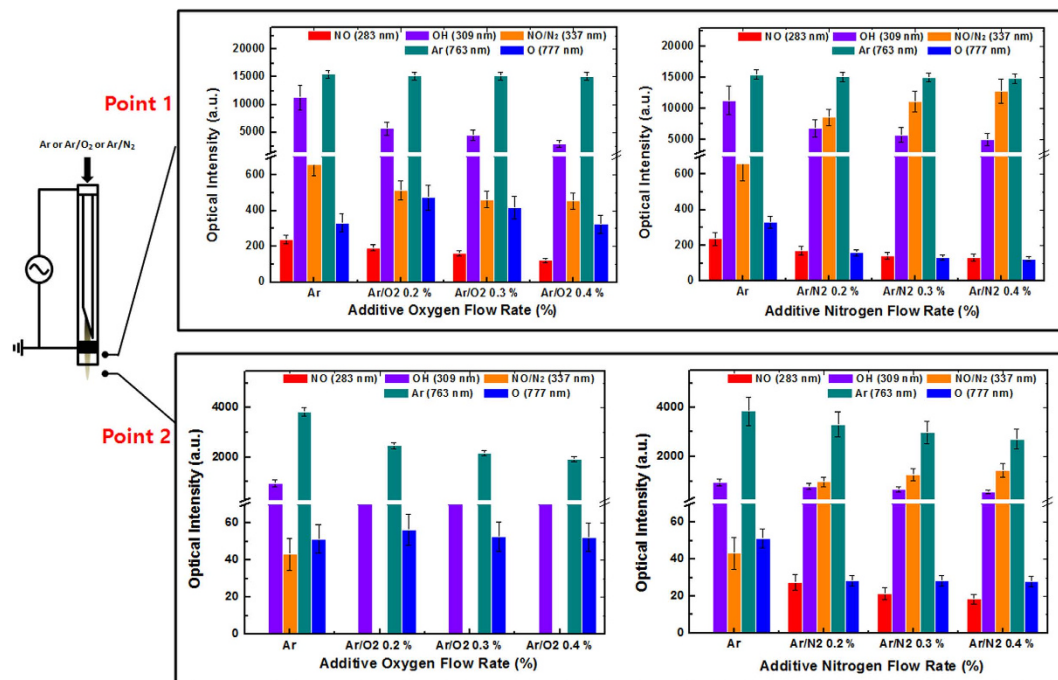 Ar or Ar/O₂ or Ar/N₂
Point 1
Point 2
NO (283 nm) OH (309 nm) NO/N₂ (337 nm)
Ar (763 nm) O (777 nm)
Optical Intensity (a.u.)
20000
15000
10000
5000
600
400
200
0
Ar Ar/O2 0.2 % Ar/O2 0.3 % Ar/O2 0.4 %
Additive Oxygen Flow Rate (%)
NO (283 nm) OH (309 nm) NO/N₂ (337 nm)
Ar (763 nm) O (777 nm)
Optical Intensity (a.u.)
20000
15000
10000
5000
600
400
200
0
Ar Ar/N2 0.2 % Ar/N2 0.3 % Ar/N2 0.4 %
Additive Nitrogen Flow Rate (%)
NO (283 nm) OH (309 nm) NO/N₂ (337 nm)
Ar (763 nm) O (777 nm)
Optical Intensity (a.u.)
4000
2000
60
40
20
0
Ar Ar/O2 0.2 % Ar/O2 0.3 % Ar/O2 0.4 %
Additive Oxygen Flow Rate (%)
NO (283 nm) OH (309 nm) NO/N₂ (337 nm)
Ar (763 nm) O (777 nm)
Optical Intensity (a.u.)
4000
2000
60
40
20
0
Ar Ar/N2 0.2 % Ar/N2 0.3 % Ar/N2 0.4 %
Additive Nitrogen Flow Rate (%)